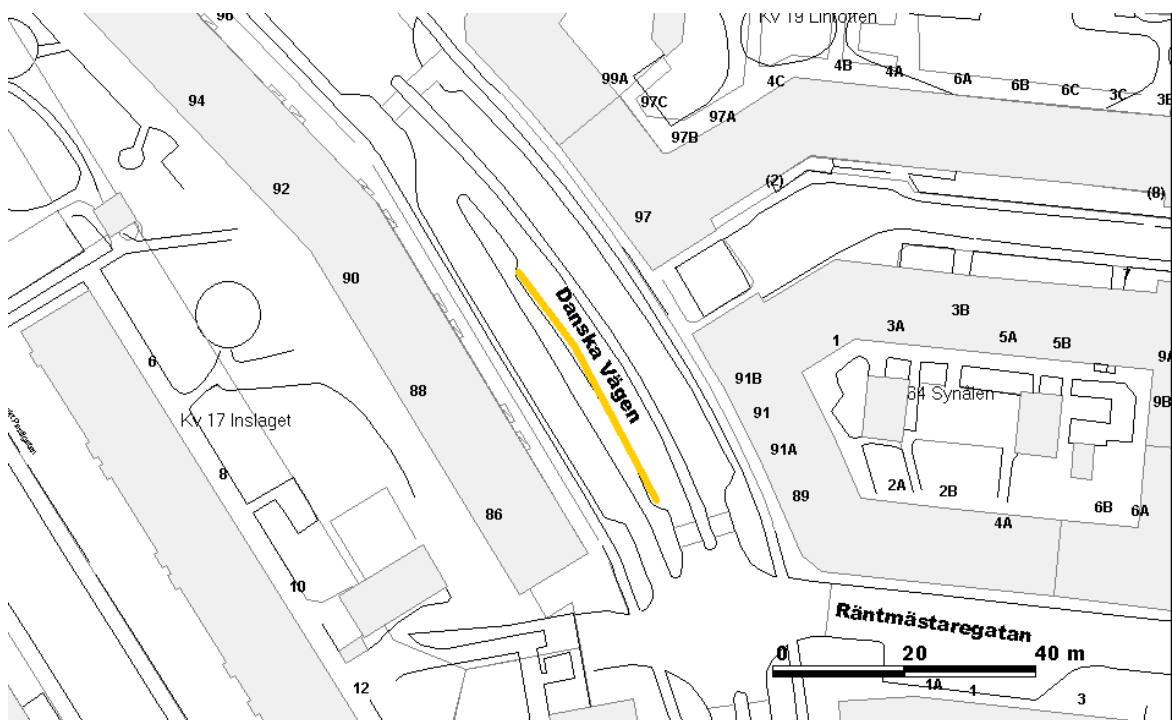 96
Kv 19 Lintotten
99A
4C
4B
4A
6A
6B
6C
3C
3B
94
97C
97A
97B
92
(2)
(8)
97
90
Danska Vägen
7
3B
3A
5A
5B
1
9A
6
91B
88
64 Synålen
9B
91
Kv 17 Inslaget
91A
8
2A
2B
89
86
6B
6A
4A
10
Räntmästaregatan
0 20 40 m
12
1A
1
3